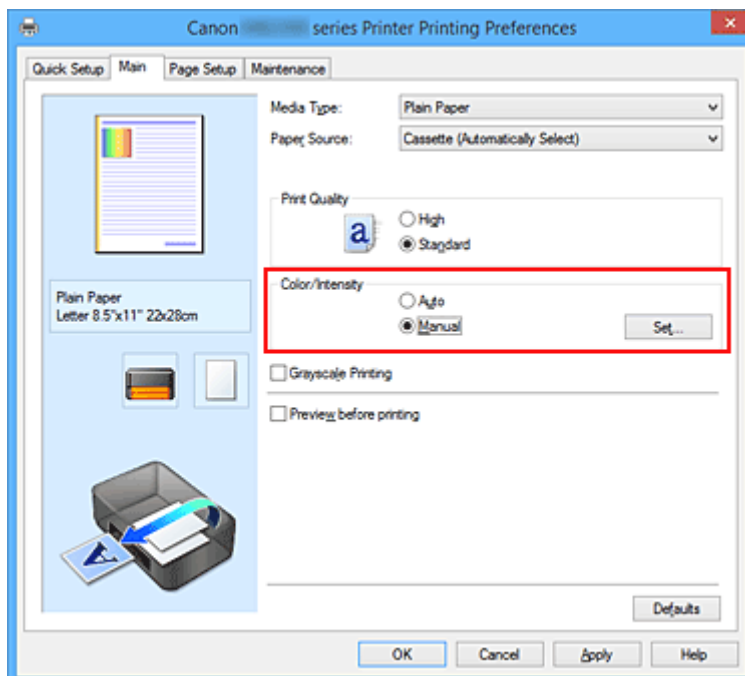 Canon series Printer Printing Preferences
Quick Setup Main Page Setup Maintenance
Media Type: Plain Paper
Paper Source: Cassette (Automatically Select)
Print Quality
a High
Standard
Color/Intensity
Auto
Manual Set...
Plain Paper
Letter 8.5"x11" 22x28cm
Grayscale Printing
Preview before printing
A
Defaults
OK Cancel Apply Help